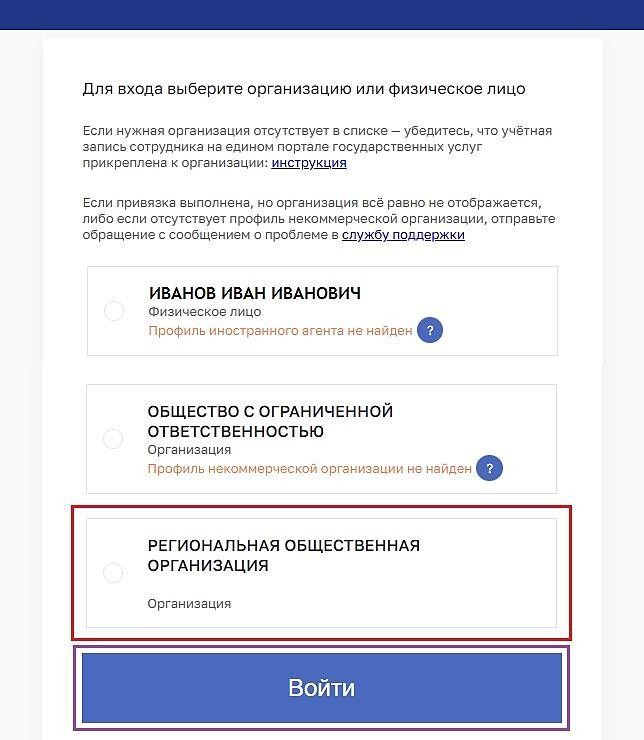 Для входа выберите организацию или физическое лицо
Если нужная организация отсутствует в списке — убедитесь, что учётная
запись сотрудника на едином портале государственных услуг
прикреплена к организации: инструкция
Если привязка выполнена, но организация всё равно не отображается,
либо если отсутствует профиль некоммерческой организации, отправьте
обращение с сообщением о проблеме в службу поддержки
ИВАНОВ ИВАН ИВАНОВИЧ
Физическое лицо
Профиль иностранного агента не найден ?
ОБЩЕСТВО С ОГРАНИЧЕННОЙ
ОТВЕТСТВЕННОСТЬЮ
Организация
Профиль некоммерческой организации не найден ?
РЕГИОНАЛЬНАЯ ОБЩЕСТВЕННАЯ
ОРГАНИЗАЦИЯ
Организация
Войти